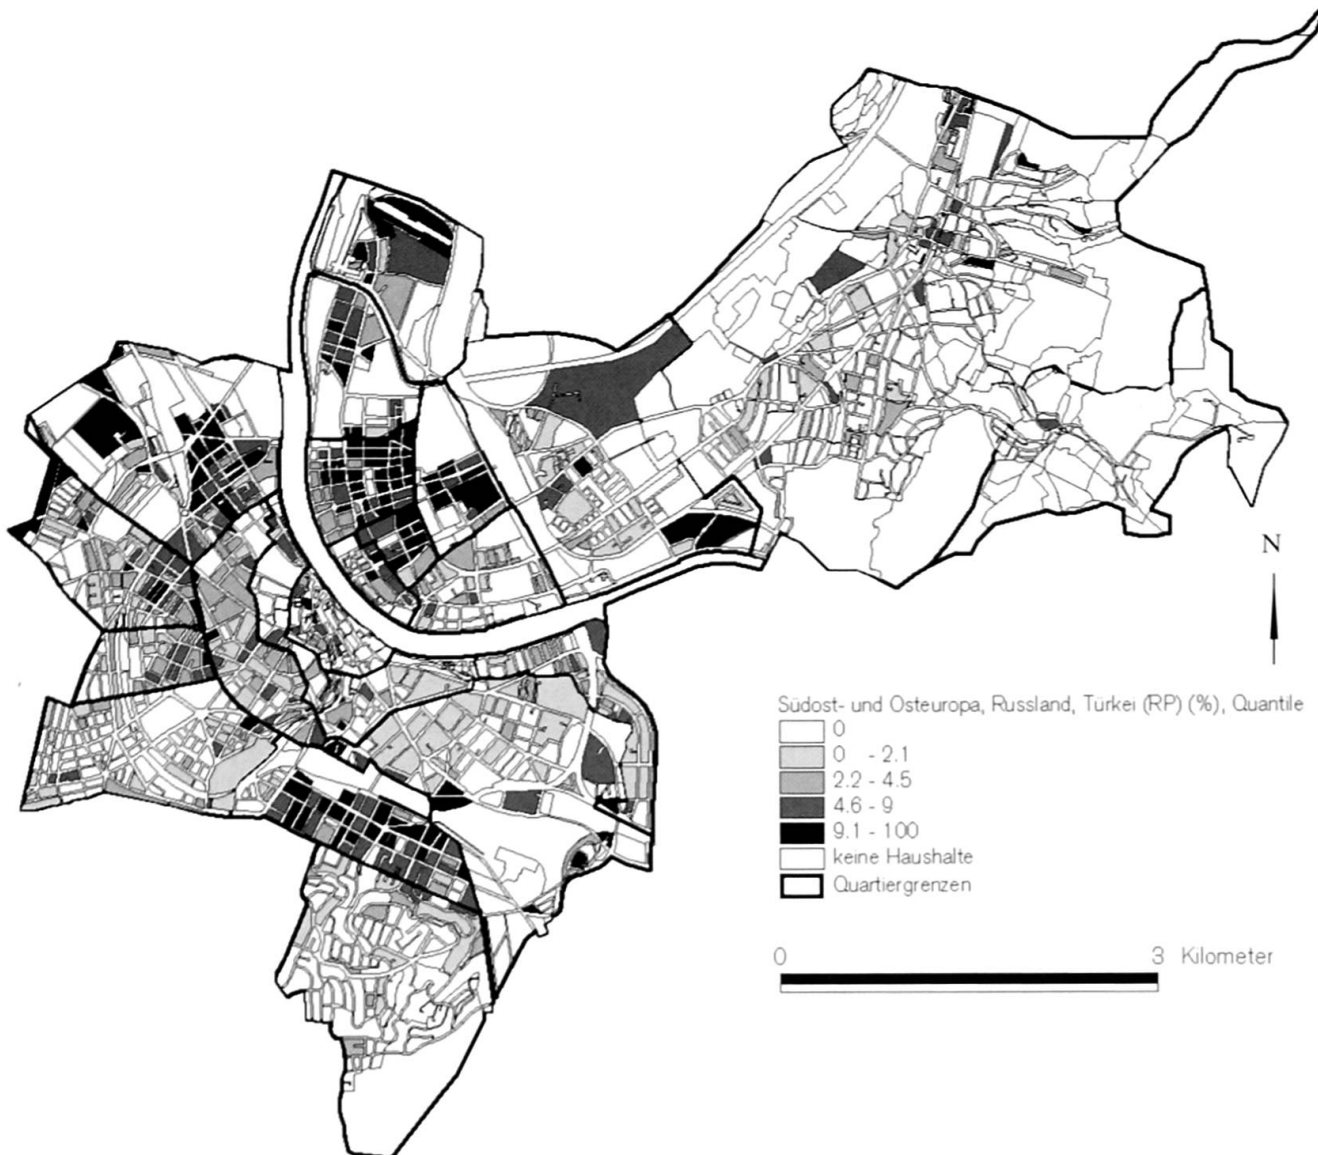 N
Südost- und Osteuropa, Russland, Türkei (RP) (%), Quantile
0
0 - 2.1
2.2 - 4.5
4.6 - 9
9.1 - 100
keine Haushalte
Quartiergrenzen
0 3 Kilometer